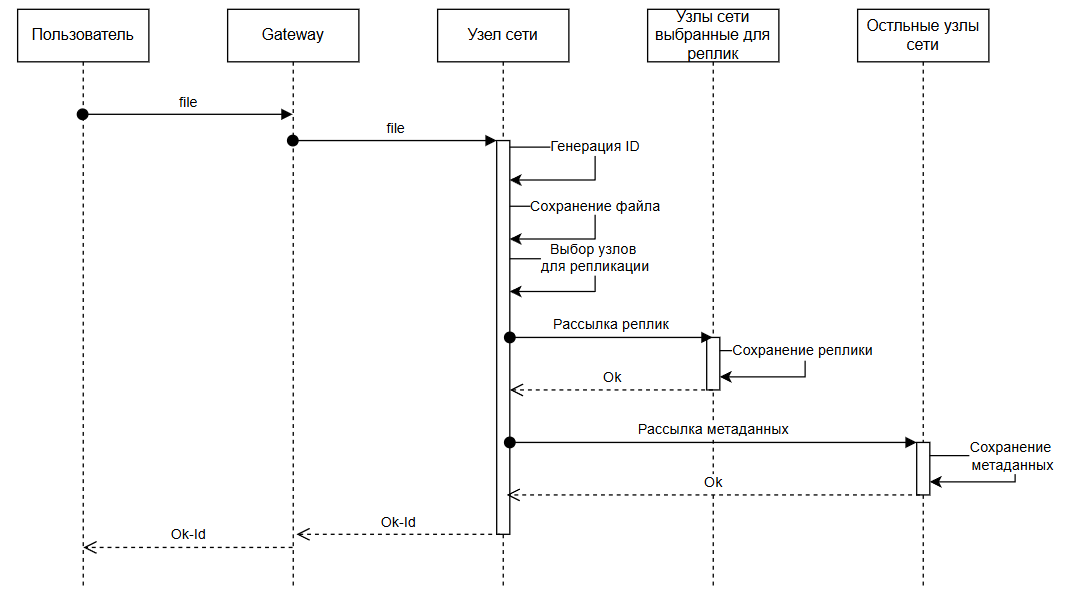 Пользователь
Gateway
Узел сети
Узлы сети
выбранные для
реплик
Остльные узлы
сети
file
file
Генерация ID
Сохранение файла
Выбор узлов
для репликации
Рассылка реплик
Сохранение реплики
Ok
Рассылка метаданных
Сохранение
метаданных
Ok
Ok-Id
Ok-Id